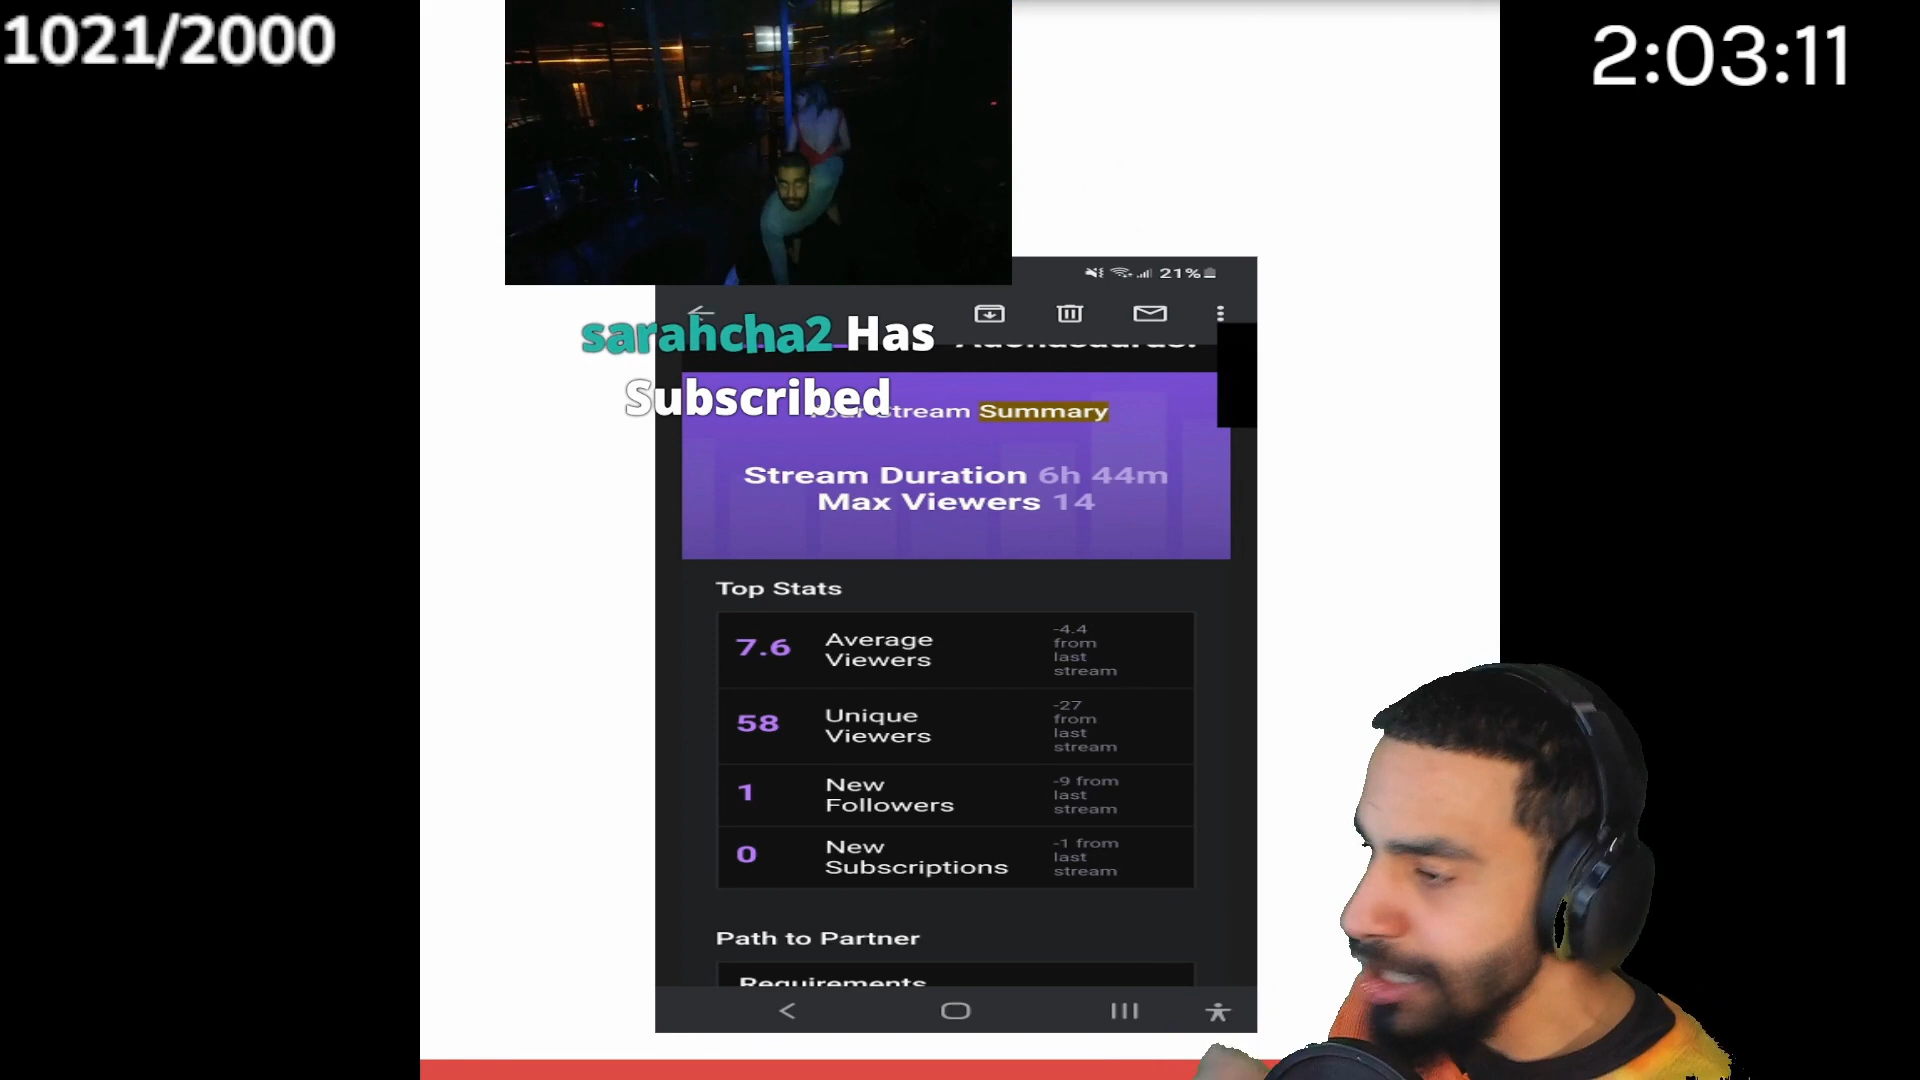 1021/2000
2:03:11
21%
sarahcha2 Has
Subscribed
Stream Summary
Stream Duration 6h 44m
Max Viewers 14
Top Stats
7.6 Average Viewers -4.4 from last stream
58 Unique Viewers -27 from last stream
1 New Followers -9 from last stream
0 New Subscriptions -1 from last stream
Path to Partner
Requirements